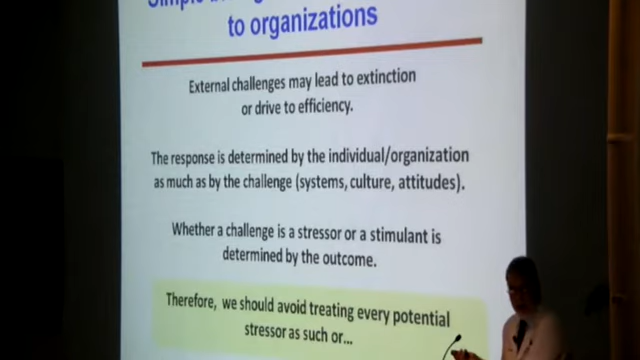 to organizations
External challenges may lead to extinction
or drive to efficiency.
The response is determined by the individual/organization
as much as by the challenge (systems, culture, attitudes).
Whether a challenge is a stressor or a stimulant is
determined by the outcome.
Therefore, we should avoid treating every potential
stressor as such or...